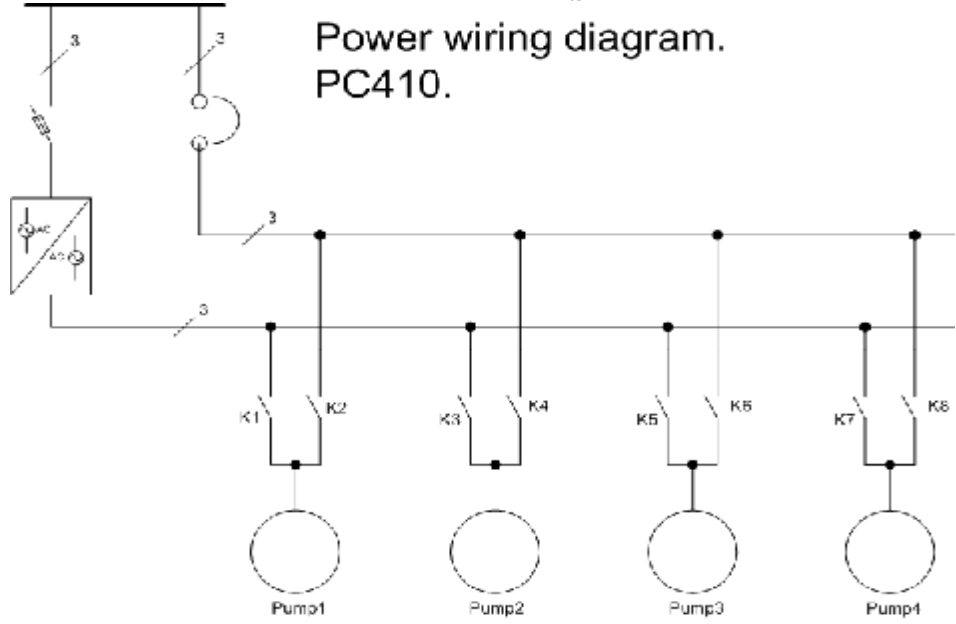 Power wiring diagram.
PC410.
3
3
3
AC
AC
3
K1
K2
K3
K4
K5
K6
K7
K8
Pump1
Pump2
Pump3
Pump4